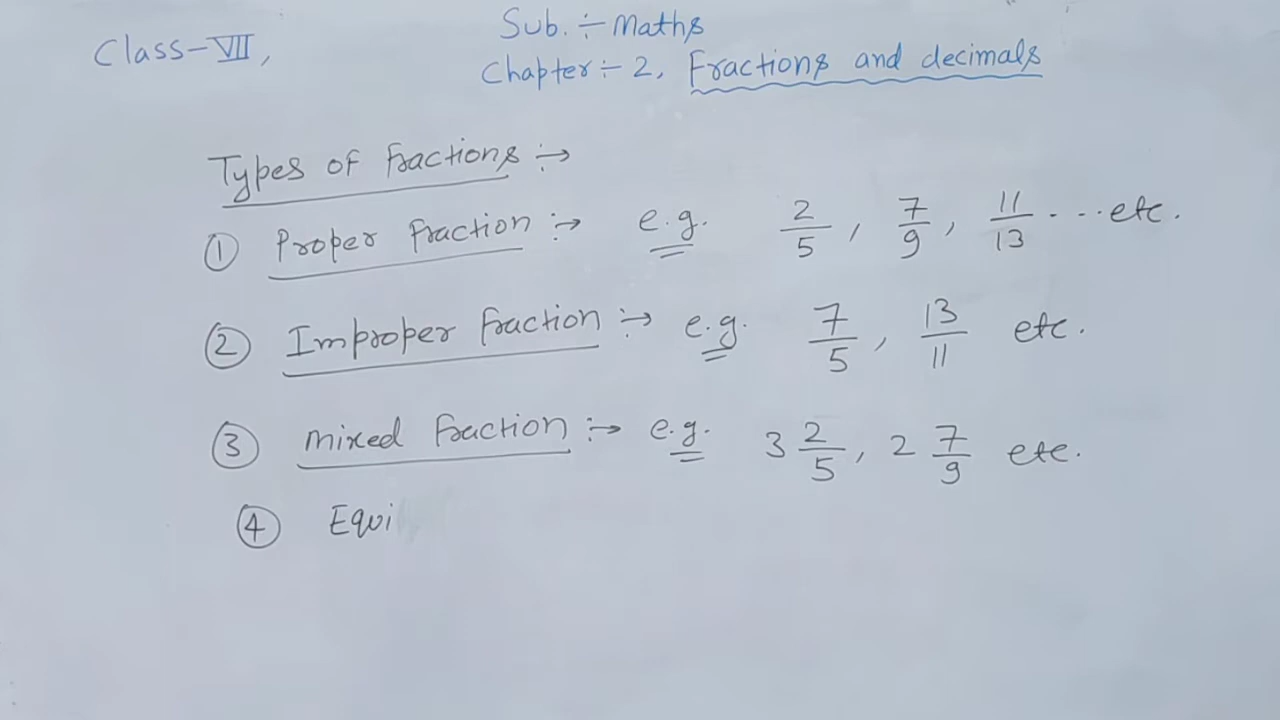 Class-VII,
Sub. :- Maths
Chapter :- 2, Fractions and decimals
Types of fractions :→
① Proper fraction :→ e.g. 2/5, 7/9, 11/13 ... etc.
② Improper fraction :→ e.g. 7/5, 13/11 etc.
③ mixed fraction :→ e.g. 3 2/5, 2 7/9 etc.
④ Equi